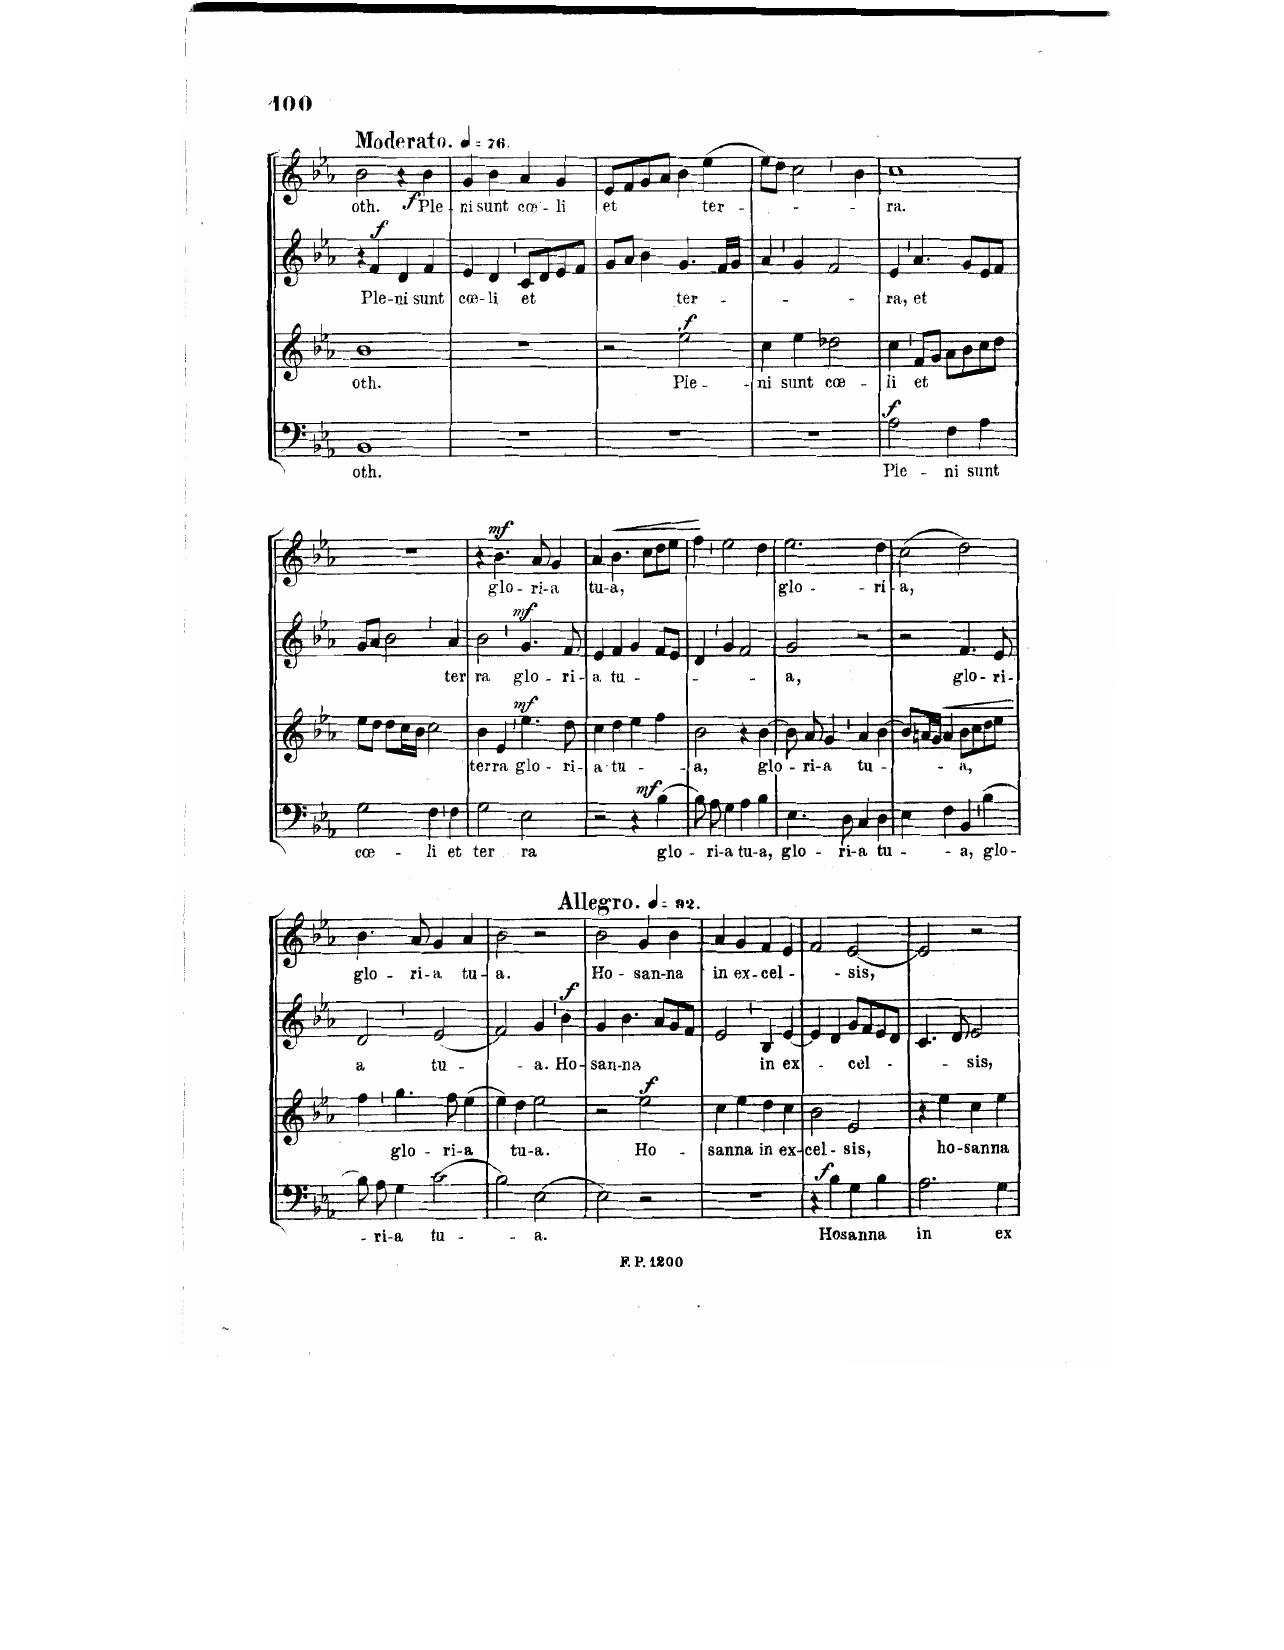 100
Moderato. ♩= 76.
oth. f Ple - ni sunt cœ - li et ter - - - ra.
f
Ple-ni sunt cœ-li et ter - - - ra, et
f
oth. Ple - ni sunt cœ - li et
f
oth. Ple - ni sunt
mf
glo - ri-a tu-a, glo - ri - a,
mf
ter ra glo - ri-a tu - - a, glo- ri-
mf
terra glo - ri-a tu - a, glo - ri-a tu - - a,
mf
cœ - li et ter ra glo - ri-a tu-a, glo - ri-a tu - - a, glo-
Allegro. ♩= 92.
glo - ri-a tu-a. Ho - san-na in ex-cel - - sis,
f
a tu - - a. Ho-san-na in ex - cel - - sis,
f
glo - ri-a tu-a. Ho - sanna in ex-cel - sis, ho-sanna
f
- ri-a tu - - a. Hosanna in ex
F. P. 1200